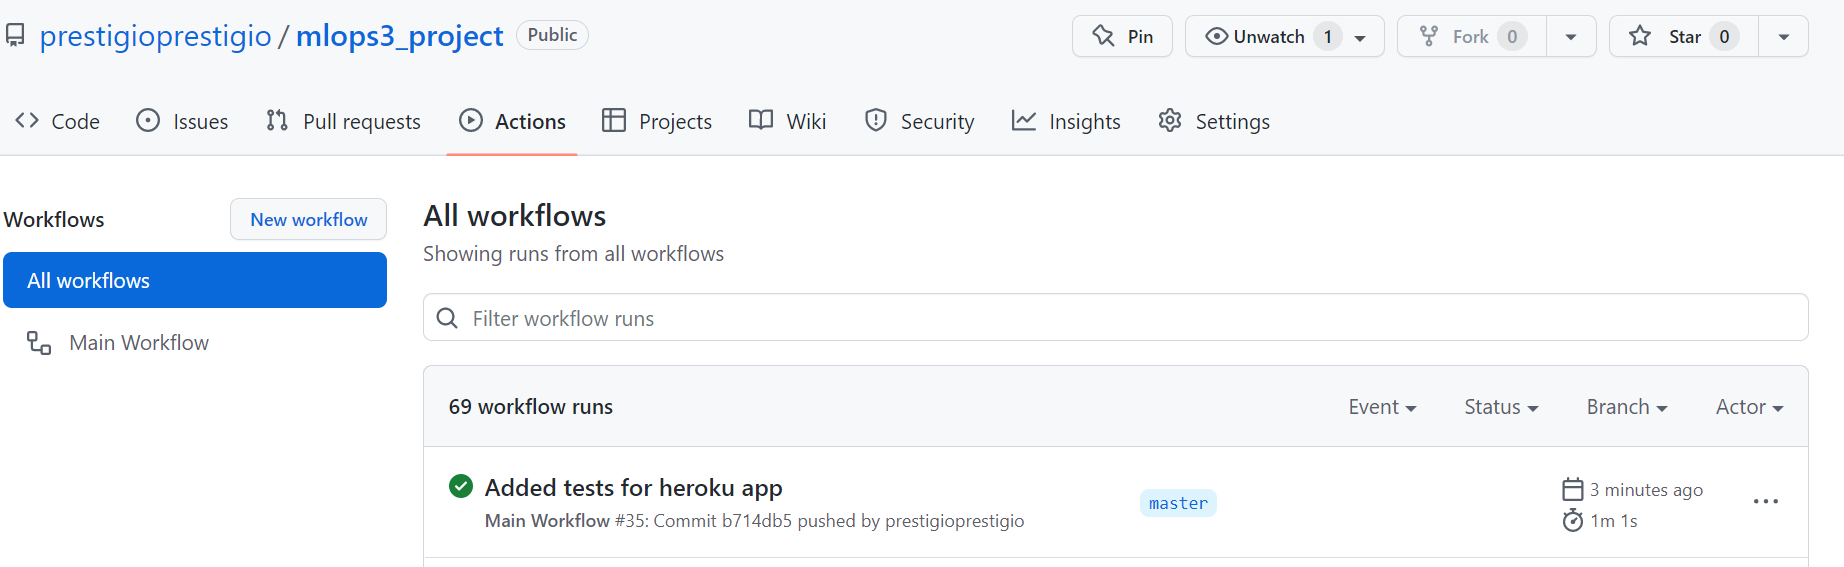 prestigioprestigio / mlops3_project Public Pin Unwatch 1 Fork 0 Star 0
Code Issues Pull requests Actions Projects Wiki Security Insights Settings
Workflows New workflow
All workflows
Main Workflow
All workflows
Showing runs from all workflows
Filter workflow runs
69 workflow runs Event Status Branch Actor
Added tests for heroku app
Main Workflow #35: Commit b714db5 pushed by prestigioprestigio
master
3 minutes ago
1m 1s